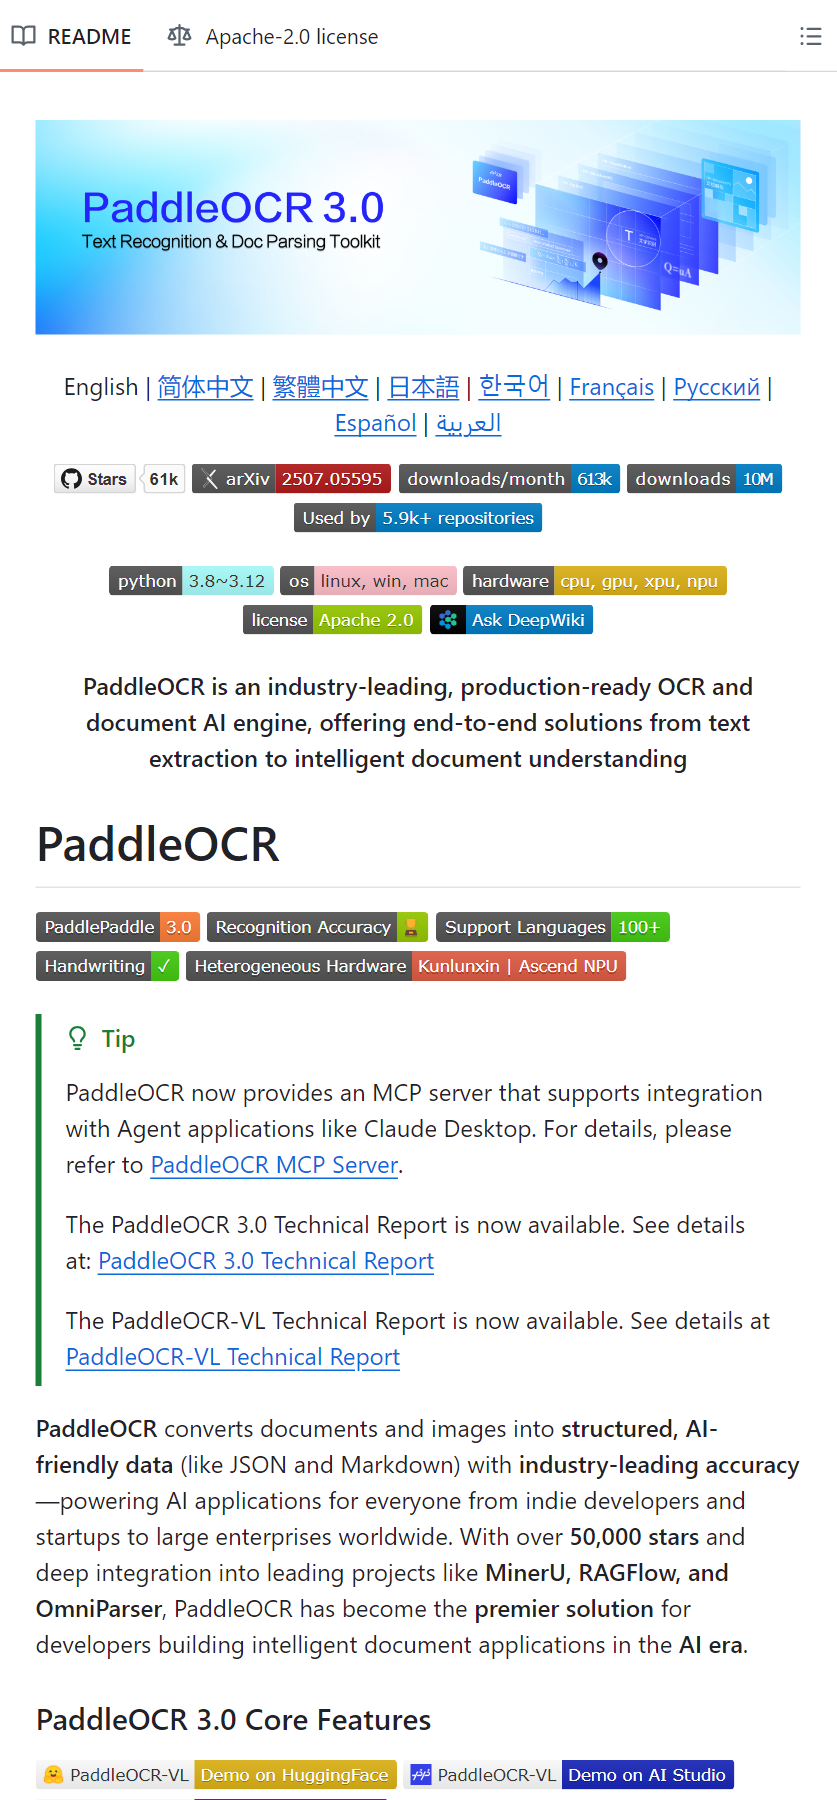 README
Apache-2.0 license
PaddleOCR 3.0
Text Recognition & Doc Parsing Toolkit
PaddleOCR
T
Q=uA
English | 简体中文 | 繁體中文 | 日本語 | 한국어 | Français | Русский |
Español | العربية
Stars 61k arXiv 2507.05595 downloads/month 613k downloads 10M
Used by 5.9k+ repositories
python 3.8~3.12 os linux, win, mac hardware cpu, gpu, xpu, npu
license Apache 2.0 Ask DeepWiki
PaddleOCR is an industry-leading, production-ready OCR and
document AI engine, offering end-to-end solutions from text
extraction to intelligent document understanding
PaddleOCR
PaddlePaddle 3.0 Recognition Accuracy Support Languages 100+
Handwriting ✓ Heterogeneous Hardware Kunlunxin | Ascend NPU
Tip
PaddleOCR now provides an MCP server that supports integration
with Agent applications like Claude Desktop. For details, please
refer to PaddleOCR MCP Server.
The PaddleOCR 3.0 Technical Report is now available. See details
at: PaddleOCR 3.0 Technical Report
The PaddleOCR-VL Technical Report is now available. See details at
PaddleOCR-VL Technical Report
PaddleOCR converts documents and images into structured, AI-
friendly data (like JSON and Markdown) with industry-leading accuracy
—powering AI applications for everyone from indie developers and
startups to large enterprises worldwide. With over 50,000 stars and
deep integration into leading projects like MinerU, RAGFlow, and
OmniParser, PaddleOCR has become the premier solution for
developers building intelligent document applications in the AI era.
PaddleOCR 3.0 Core Features
PaddleOCR-VL Demo on HuggingFace PaddleOCR-VL Demo on AI Studio